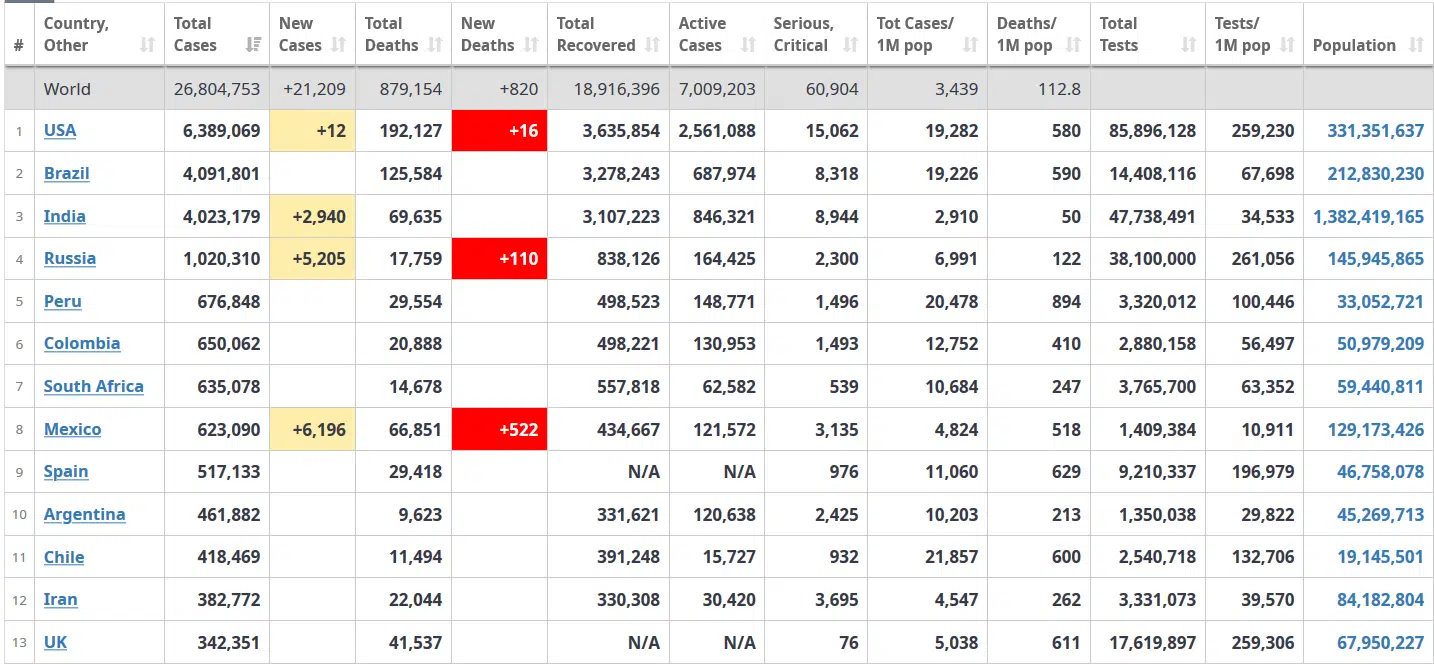 # Country, Other Total Cases New Cases Total Deaths New Deaths Total Recovered Active Cases Serious, Critical Tot Cases/ 1M pop Deaths/ 1M pop Total Tests Tests/ 1M pop Population
World 26,804,753 +21,209 879,154 +820 18,916,396 7,009,203 60,904 3,439 112.8
1 USA 6,389,069 +12 192,127 +16 3,635,854 2,561,088 15,062 19,282 580 85,896,128 259,230 331,351,637
2 Brazil 4,091,801 125,584 3,278,243 687,974 8,318 19,226 590 14,408,116 67,698 212,830,230
3 India 4,023,179 +2,940 69,635 3,107,223 846,321 8,944 2,910 50 47,738,491 34,533 1,382,419,165
4 Russia 1,020,310 +5,205 17,759 +110 838,126 164,425 2,300 6,991 122 38,100,000 261,056 145,945,865
5 Peru 676,848 29,554 498,523 148,771 1,496 20,478 894 3,320,012 100,446 33,052,721
6 Colombia 650,062 20,888 498,221 130,953 1,493 12,752 410 2,880,158 56,497 50,979,209
7 South Africa 635,078 14,678 557,818 62,582 539 10,684 247 3,765,700 63,352 59,440,811
8 Mexico 623,090 +6,196 66,851 +522 434,667 121,572 3,135 4,824 518 1,409,384 10,911 129,173,426
9 Spain 517,133 29,418 N/A N/A 976 11,060 629 9,210,337 196,979 46,758,078
10 Argentina 461,882 9,623 331,621 120,638 2,425 10,203 213 1,350,038 29,822 45,269,713
11 Chile 418,469 11,494 391,248 15,727 932 21,857 600 2,540,718 132,706 19,145,501
12 Iran 382,772 22,044 330,308 30,420 3,695 4,547 262 3,331,073 39,570 84,182,804
13 UK 342,351 41,537 N/A N/A 76 5,038 611 17,619,897 259,306 67,950,227